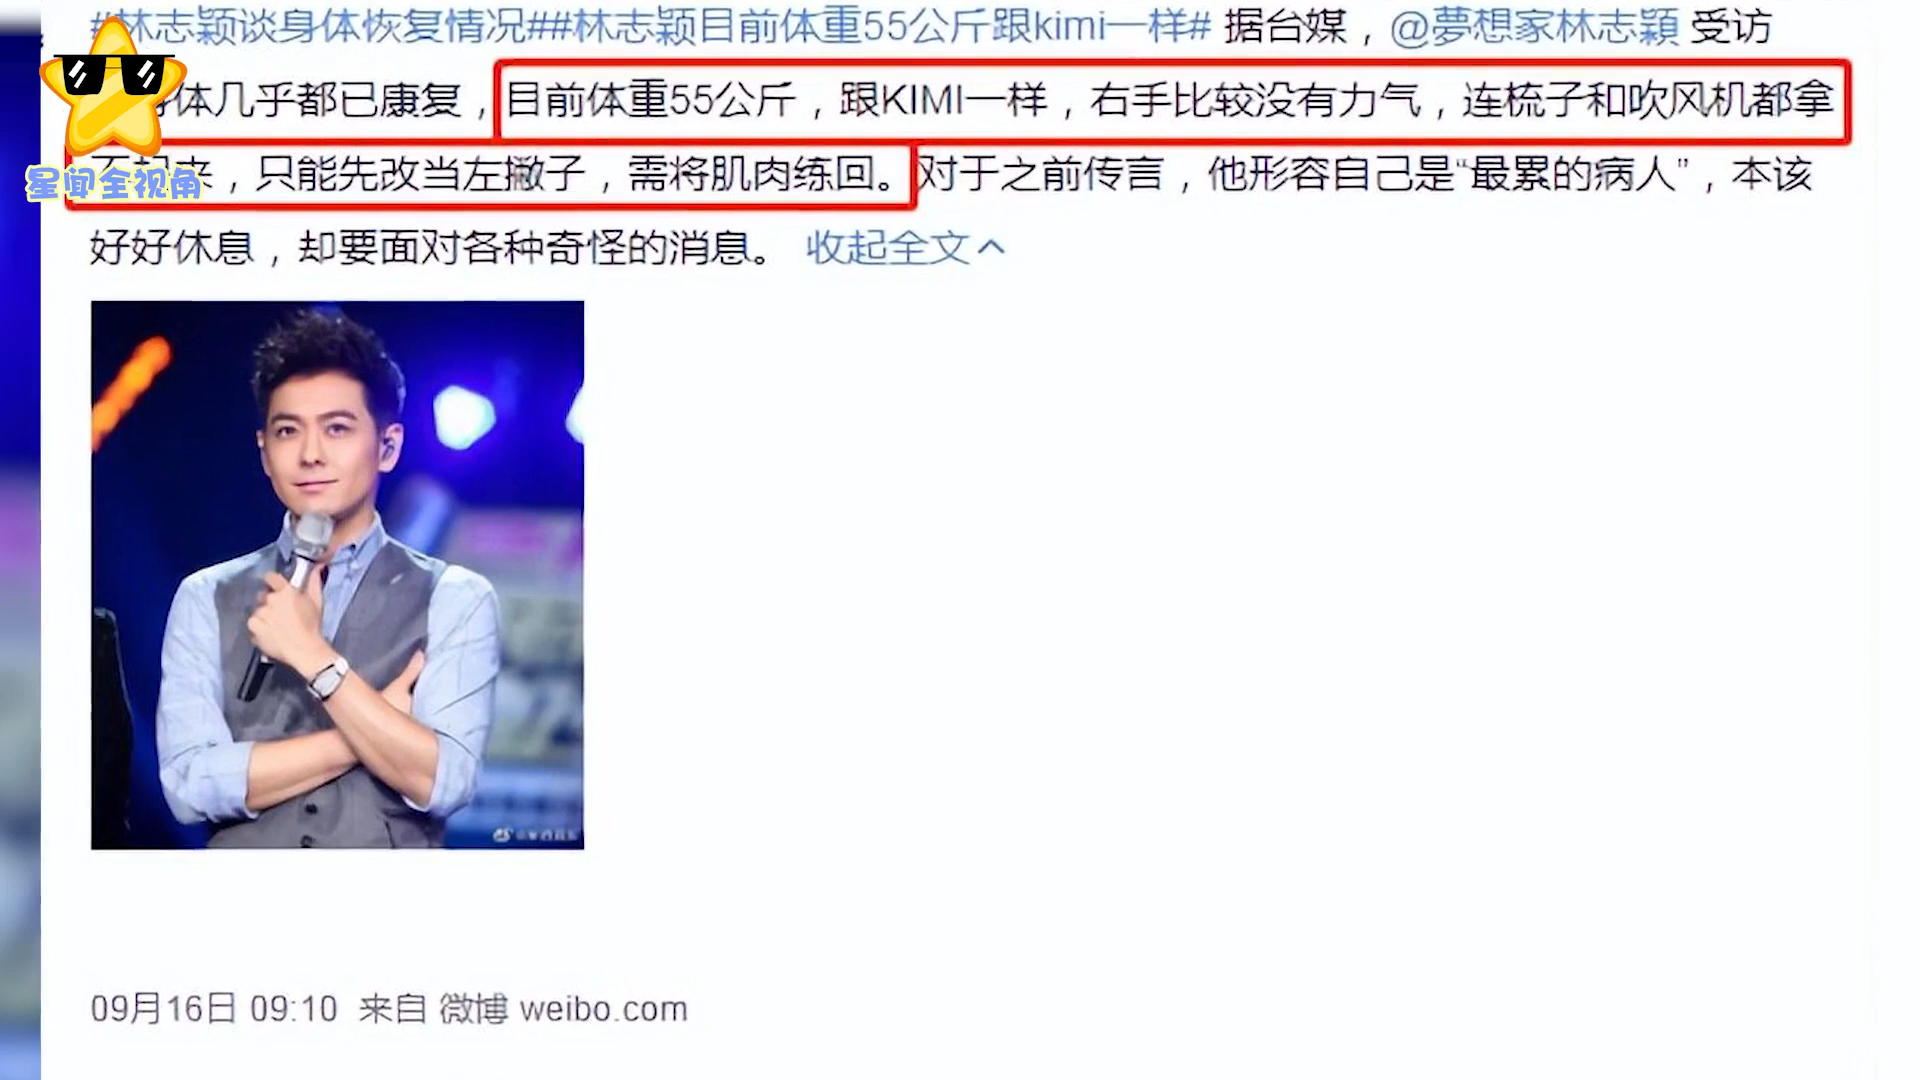 #林志颖谈身体恢复情况##林志颖目前体重55公斤跟kimi一样# 据台媒，@夢想家林志穎 受访
体几乎都已康复，目前体重55公斤，跟KIMI一样，右手比较没有力气，连梳子和吹风机都拿
不起来，只能先改当左撇子，需将肌肉练回。对于之前传言，他形容自己是“最累的病人”，本该
星闻全视角
好好休息，却要面对各种奇怪的消息。 收起全文
09月16日 09:10 来自 微博 weibo.com